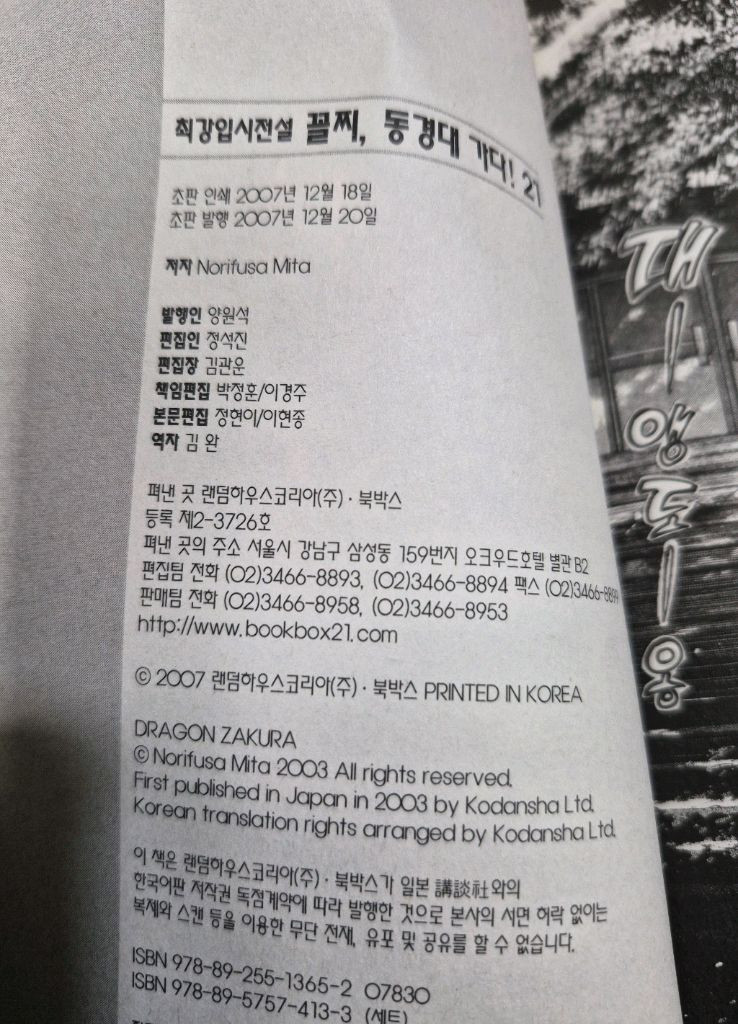 최강입시전설 꼴찌, 동경대 가다! 21
초판 인쇄 2007년 12월 18일
초판 발행 2007년 12월 20일
저자 Norifusa Mita
발행인 양원석
편집인 정석진
편집장 김관운
책임편집 박정훈/이경주
본문편집 정현이/이현종
역자 김 완
펴낸 곳 랜덤하우스코리아(주)·북박스
등록 제2-3726호
펴낸 곳의 주소 서울시 강남구 삼성동 159번지 오크우드호텔 별관 B2
편집팀 전화 (02)3466-8893, (02)3466-8894 팩스 (02)3466-8899
판매팀 전화 (02)3466-8958, (02)3466-8953
http://www.bookbox21.com
© 2007 랜덤하우스코리아(주)·북박스 PRINTED IN KOREA
DRAGON ZAKURA
© Norifusa Mita 2003 All rights reserved.
First published in Japan in 2003 by Kodansha Ltd.
Korean translation rights arranged by Kodansha Ltd.
이 책은 랜덤하우스코리아(주)·북박스가 일본 講談社와의
한국어판 저작권 독점계약에 따라 발행한 것으로 본사의 서면 허락 없이는
복제와 스캔 등을 이용한 무단 전재, 유포 및 공유를 할 수 없습니다.
ISBN 978-89-255-1365-2 07830
ISBN 978-89-5757-413-3 (세트)
대ㅣ앵도ㅣ용